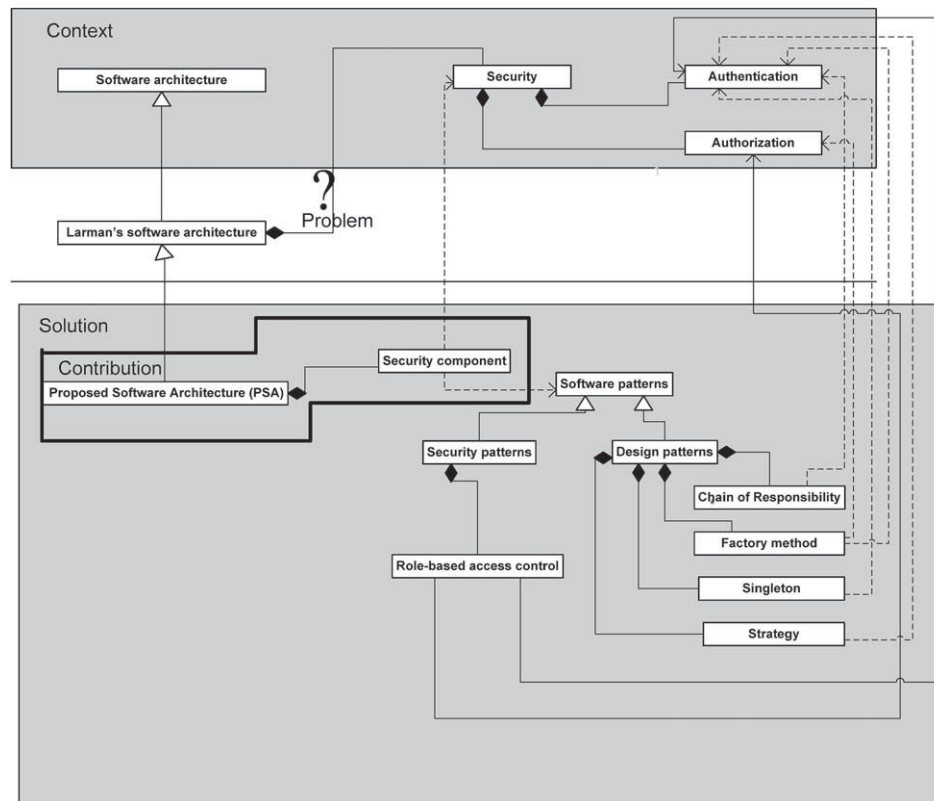 Context
Software architecture
Security
Authentication
Authorization
?
Problem
Larman's software architecture
Solution
Contribution
Security component
Proposed Software Architecture (PSA)
Software patterns
Security patterns
Design patterns
Chain of Responsibility
Factory method
Role-based access control
Singleton
Strategy